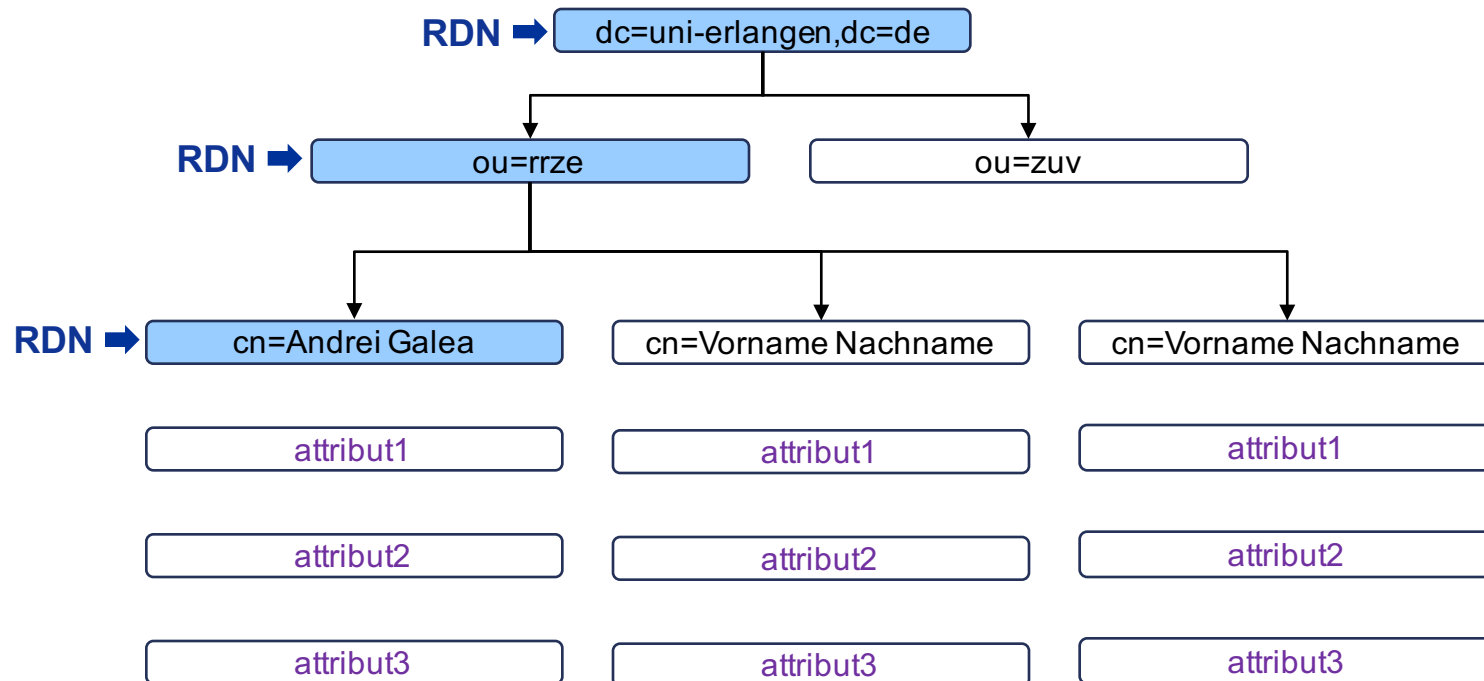 RDN
dc=uni-erlangen,dc=de
RDN
ou=rrze
ou=zuv
RDN
cn=Andrei Galea
cn=Vorname Nachname
cn=Vorname Nachname
attribut1
attribut1
attribut1
attribut2
attribut2
attribut2
attribut3
attribut3
attribut3